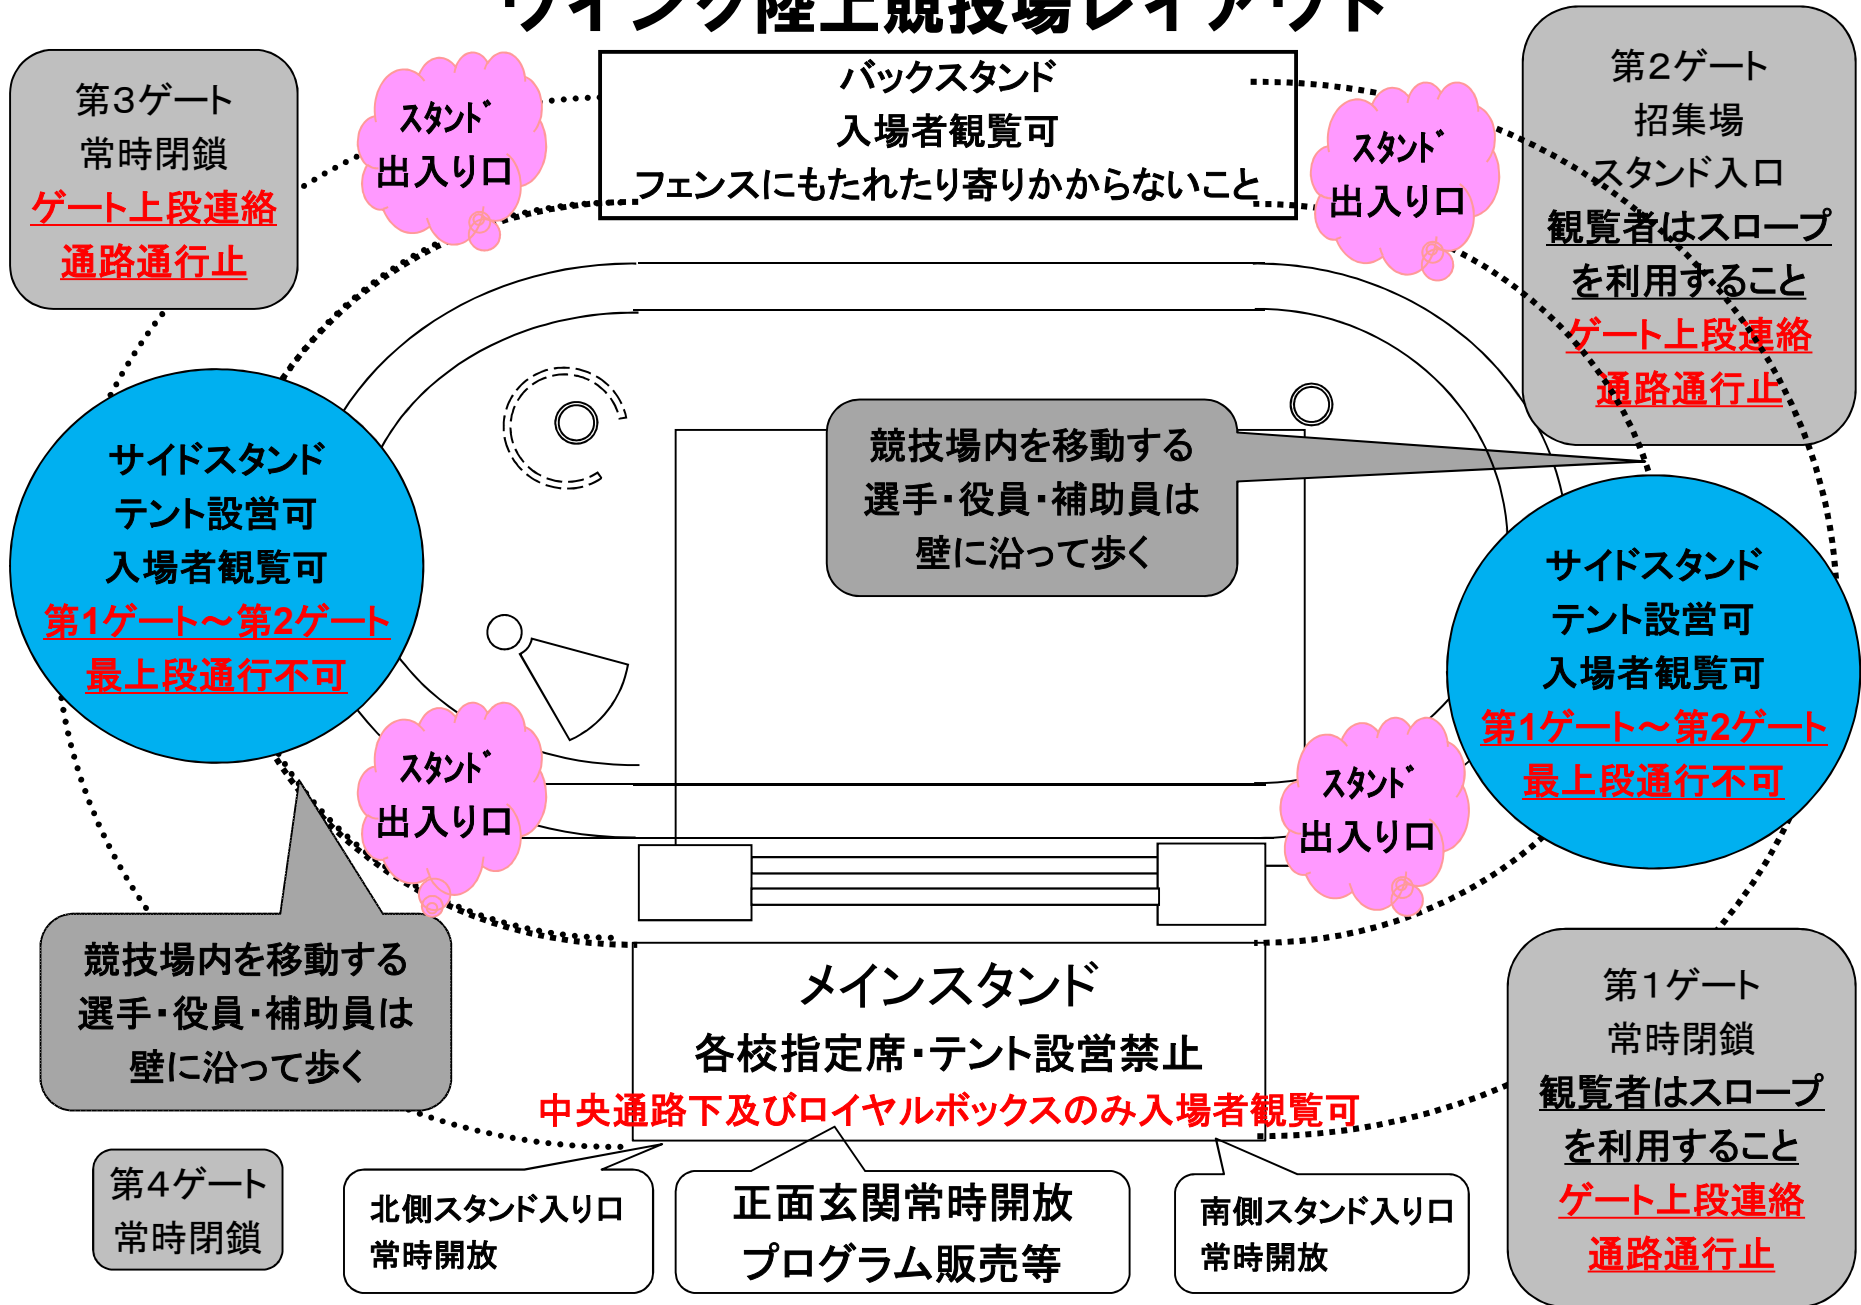 ウイング陸上競技場レイアウト
第3ゲート
常時閉鎖
ゲート上段連絡
通路通行止
スタンド
出入り口
バックスタンド
入場者観覧可
フェンスにもたれたり寄りかからないこと
スタンド
出入り口
第2ゲート
招集場
スタンド入口
観覧者はスロープ
を利用すること
ゲート上段連絡
通路通行止
サイドスタンド
テント設営可
入場者観覧可
第1ゲート～第2ゲート
最上段通行不可
競技場内を移動する
選手・役員・補助員は
壁に沿って歩く
サイドスタンド
テント設営可
入場者観覧可
第1ゲート～第2ゲート
最上段通行不可
スタンド
出入り口
スタンド
出入り口
競技場内を移動する
選手・役員・補助員は
壁に沿って歩く
メインスタンド
各校指定席・テント設営禁止
中央通路下及びロイヤルボックスのみ入場者観覧可
第1ゲート
常時閉鎖
観覧者はスロープ
を利用すること
ゲート上段連絡
通路通行止
第4ゲート
常時閉鎖
北側スタンド入り口
常時開放
正面玄関常時開放
プログラム販売等
南側スタンド入り口
常時開放